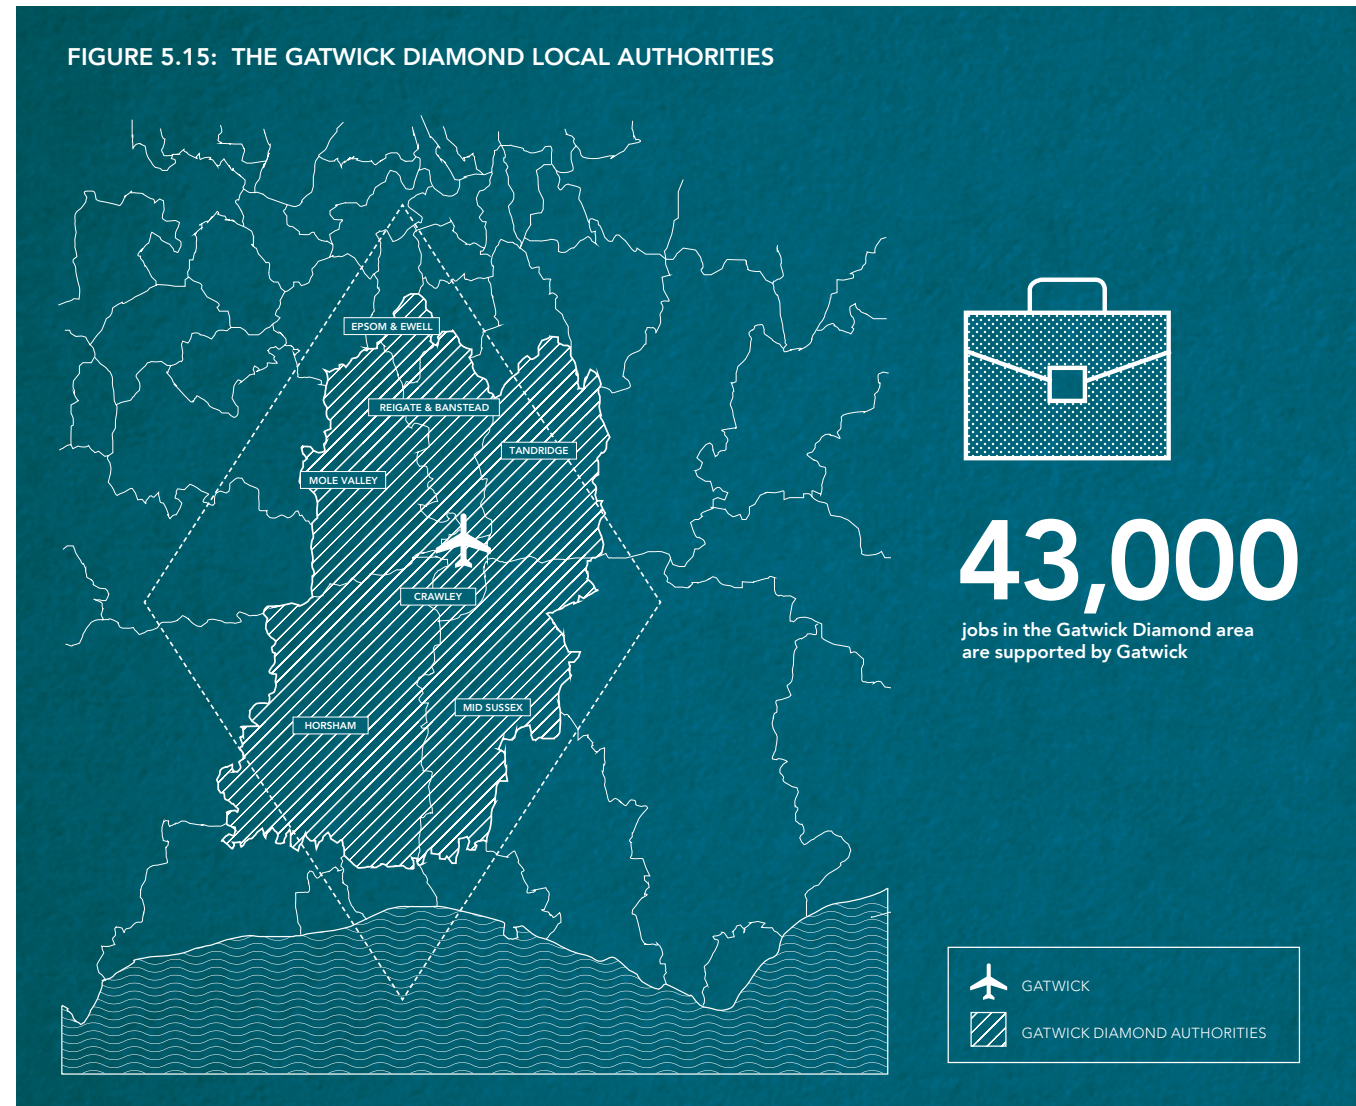 FIGURE 5.15: THE GATWICK DIAMOND LOCAL AUTHORITIES
EPSOM & EWELL
REIGATE & BANSTEAD
TANDRIDGE
MOLE VALLEY
CRAWLEY
MID SUSSEX
HORSHAM
43,000
jobs in the Gatwick Diamond area
are supported by Gatwick
GATWICK
GATWICK DIAMOND AUTHORITIES